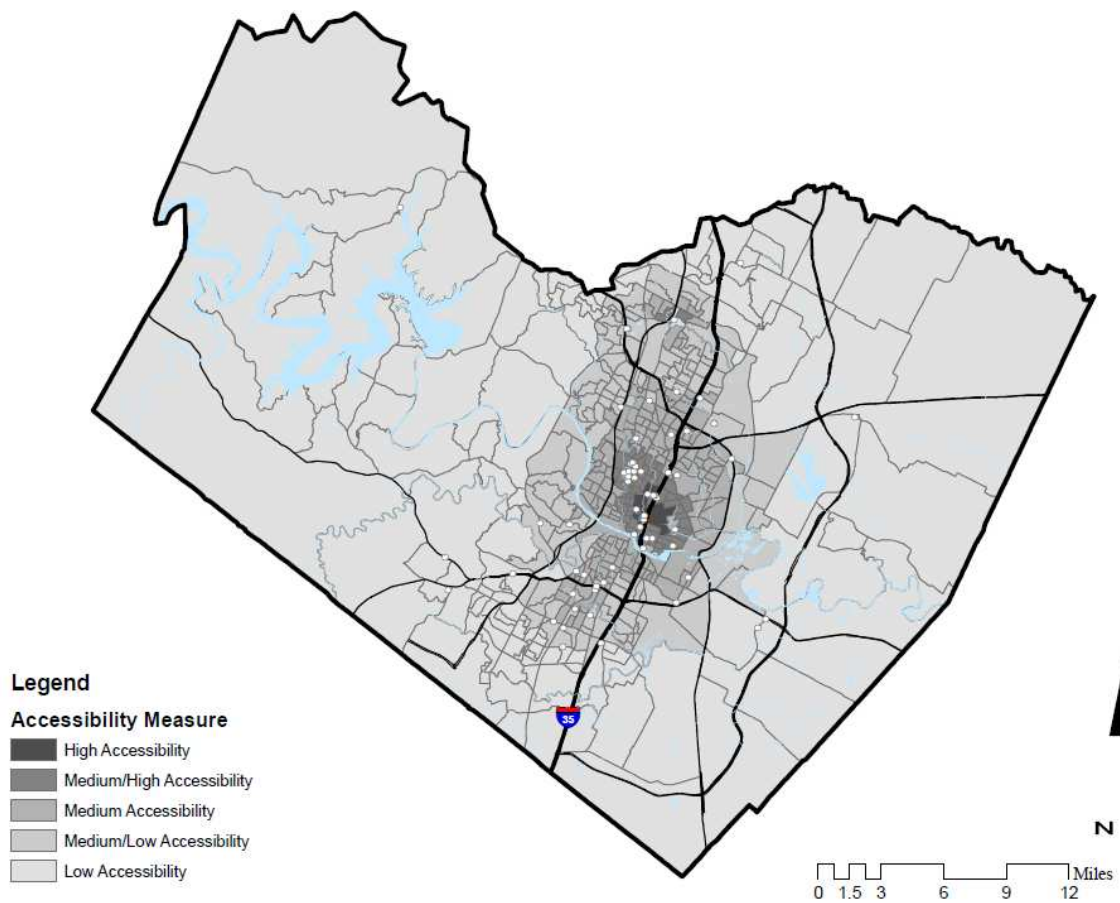 35
Legend
Accessibility Measure
High Accessibility
Medium/High Accessibility
Medium Accessibility
Medium/Low Accessibility
Low Accessibility
N
Miles
0 1.5 3 6 9 12